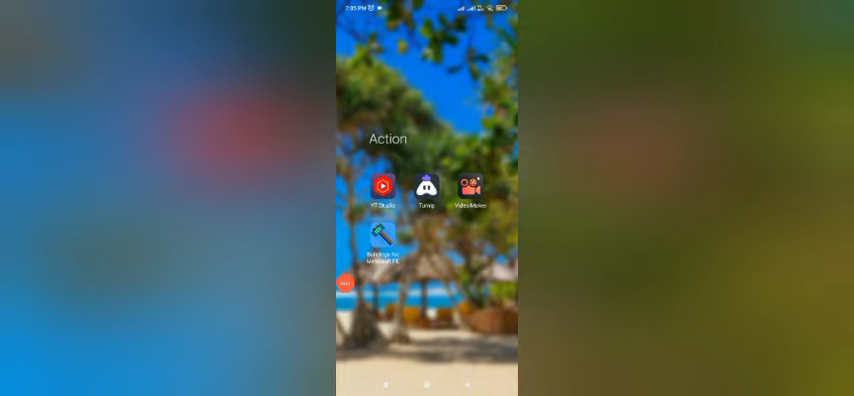 7:05 PM
Action
YT Studio
Turnip
VideoMaker
Buildings for
Minecraft PE